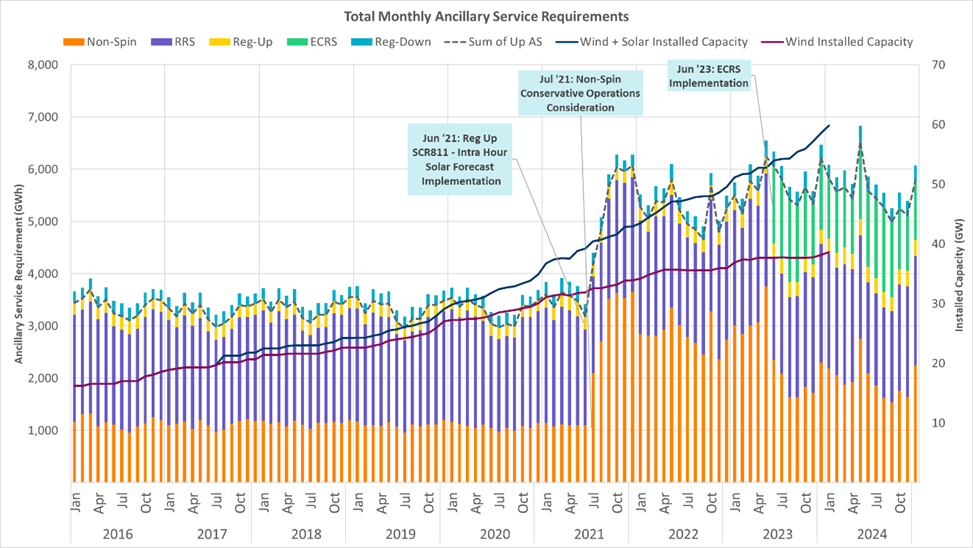 Total Monthly Ancillary Service Requirements
Non-Spin RRS Reg-Up ECRS Reg-Down Sum of Up AS Wind + Solar Installed Capacity Wind Installed Capacity
8,000
7,000
6,000
5,000
4,000
3,000
2,000
1,000
Ancillary Service Requirement (GWh)
70
60
50
40
30
20
10
Installed Capacity (GW)
Jun '21: Reg Up
SCR811 - Intra Hour
Solar Forecast
Implementation
Jul '21: Non-Spin
Conservative Operations
Consideration
Jun '23: ECRS
Implementation
Jan Apr Jul Oct Jan Apr Jul Oct Jan Apr Jul Oct Jan Apr Jul Oct Jan Apr Jul Oct Jan Apr Jul Oct Jan Apr Jul Oct Jan Apr Jul Oct Jan Apr Jul Oct
2016 2017 2018 2019 2020 2021 2022 2023 2024